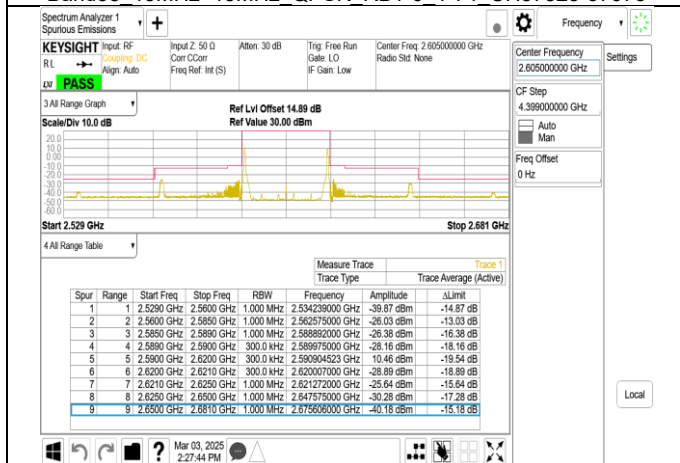 Spectrum Analyzer 1
Spurious Emissions
Frequency
KEYSIGHT Input: RF Input Z: 50 Ω Atten: 30 dB Trig: Free Run Center Freq: 2.605000000 GHz
RL Coupling: DC Corr CCorr Gate: LO Radio Std: None
Align: Auto Freq Ref: Int (S) IF Gain: Low
LXI PASS
Center Frequency
2.605000000 GHz
Settings
CF Step
4.399000000 GHz
Auto
Man
Freq Offset
0 Hz
3 All Range Graph
Ref Lvl Offset 14.89 dB
Scale/Div 10.0 dB Ref Value 30.00 dBm
20.0
10.0
0.00
-10.0
-20.0
-30.0
-40.0
-50.0
-60.0
Start 2.529 GHz Stop 2.681 GHz
4 All Range Table
Measure Trace Trace 1
Trace Type Trace Average (Active)
Spur Range Start Freq Stop Freq RBW Frequency Amplitude ΔLimit
1 1 2.5290 GHz 2.5600 GHz 1.000 MHz 2.534239000 GHz -39.87 dBm -14.87 dB
2 2 2.5600 GHz 2.5850 GHz 1.000 MHz 2.562575000 GHz -26.03 dBm -13.03 dB
3 3 2.5850 GHz 2.5890 GHz 1.000 MHz 2.588892000 GHz -26.38 dBm -16.38 dB
4 4 2.5890 GHz 2.5900 GHz 300.0 kHz 2.589975000 GHz -28.16 dBm -18.16 dB
5 5 2.5900 GHz 2.6200 GHz 300.0 kHz 2.590904523 GHz 10.46 dBm -19.54 dB
6 6 2.6200 GHz 2.6210 GHz 300.0 kHz 2.620007000 GHz -28.89 dBm -18.89 dB
7 7 2.6210 GHz 2.6250 GHz 1.000 MHz 2.621272000 GHz -25.64 dBm -15.64 dB
8 8 2.6250 GHz 2.6500 GHz 1.000 MHz 2.647575000 GHz -30.28 dBm -17.28 dB
9 9 2.6500 GHz 2.6810 GHz 1.000 MHz 2.675606000 GHz -40.18 dBm -15.18 dB
Local
Mar 03, 2025
2:27:44 PM